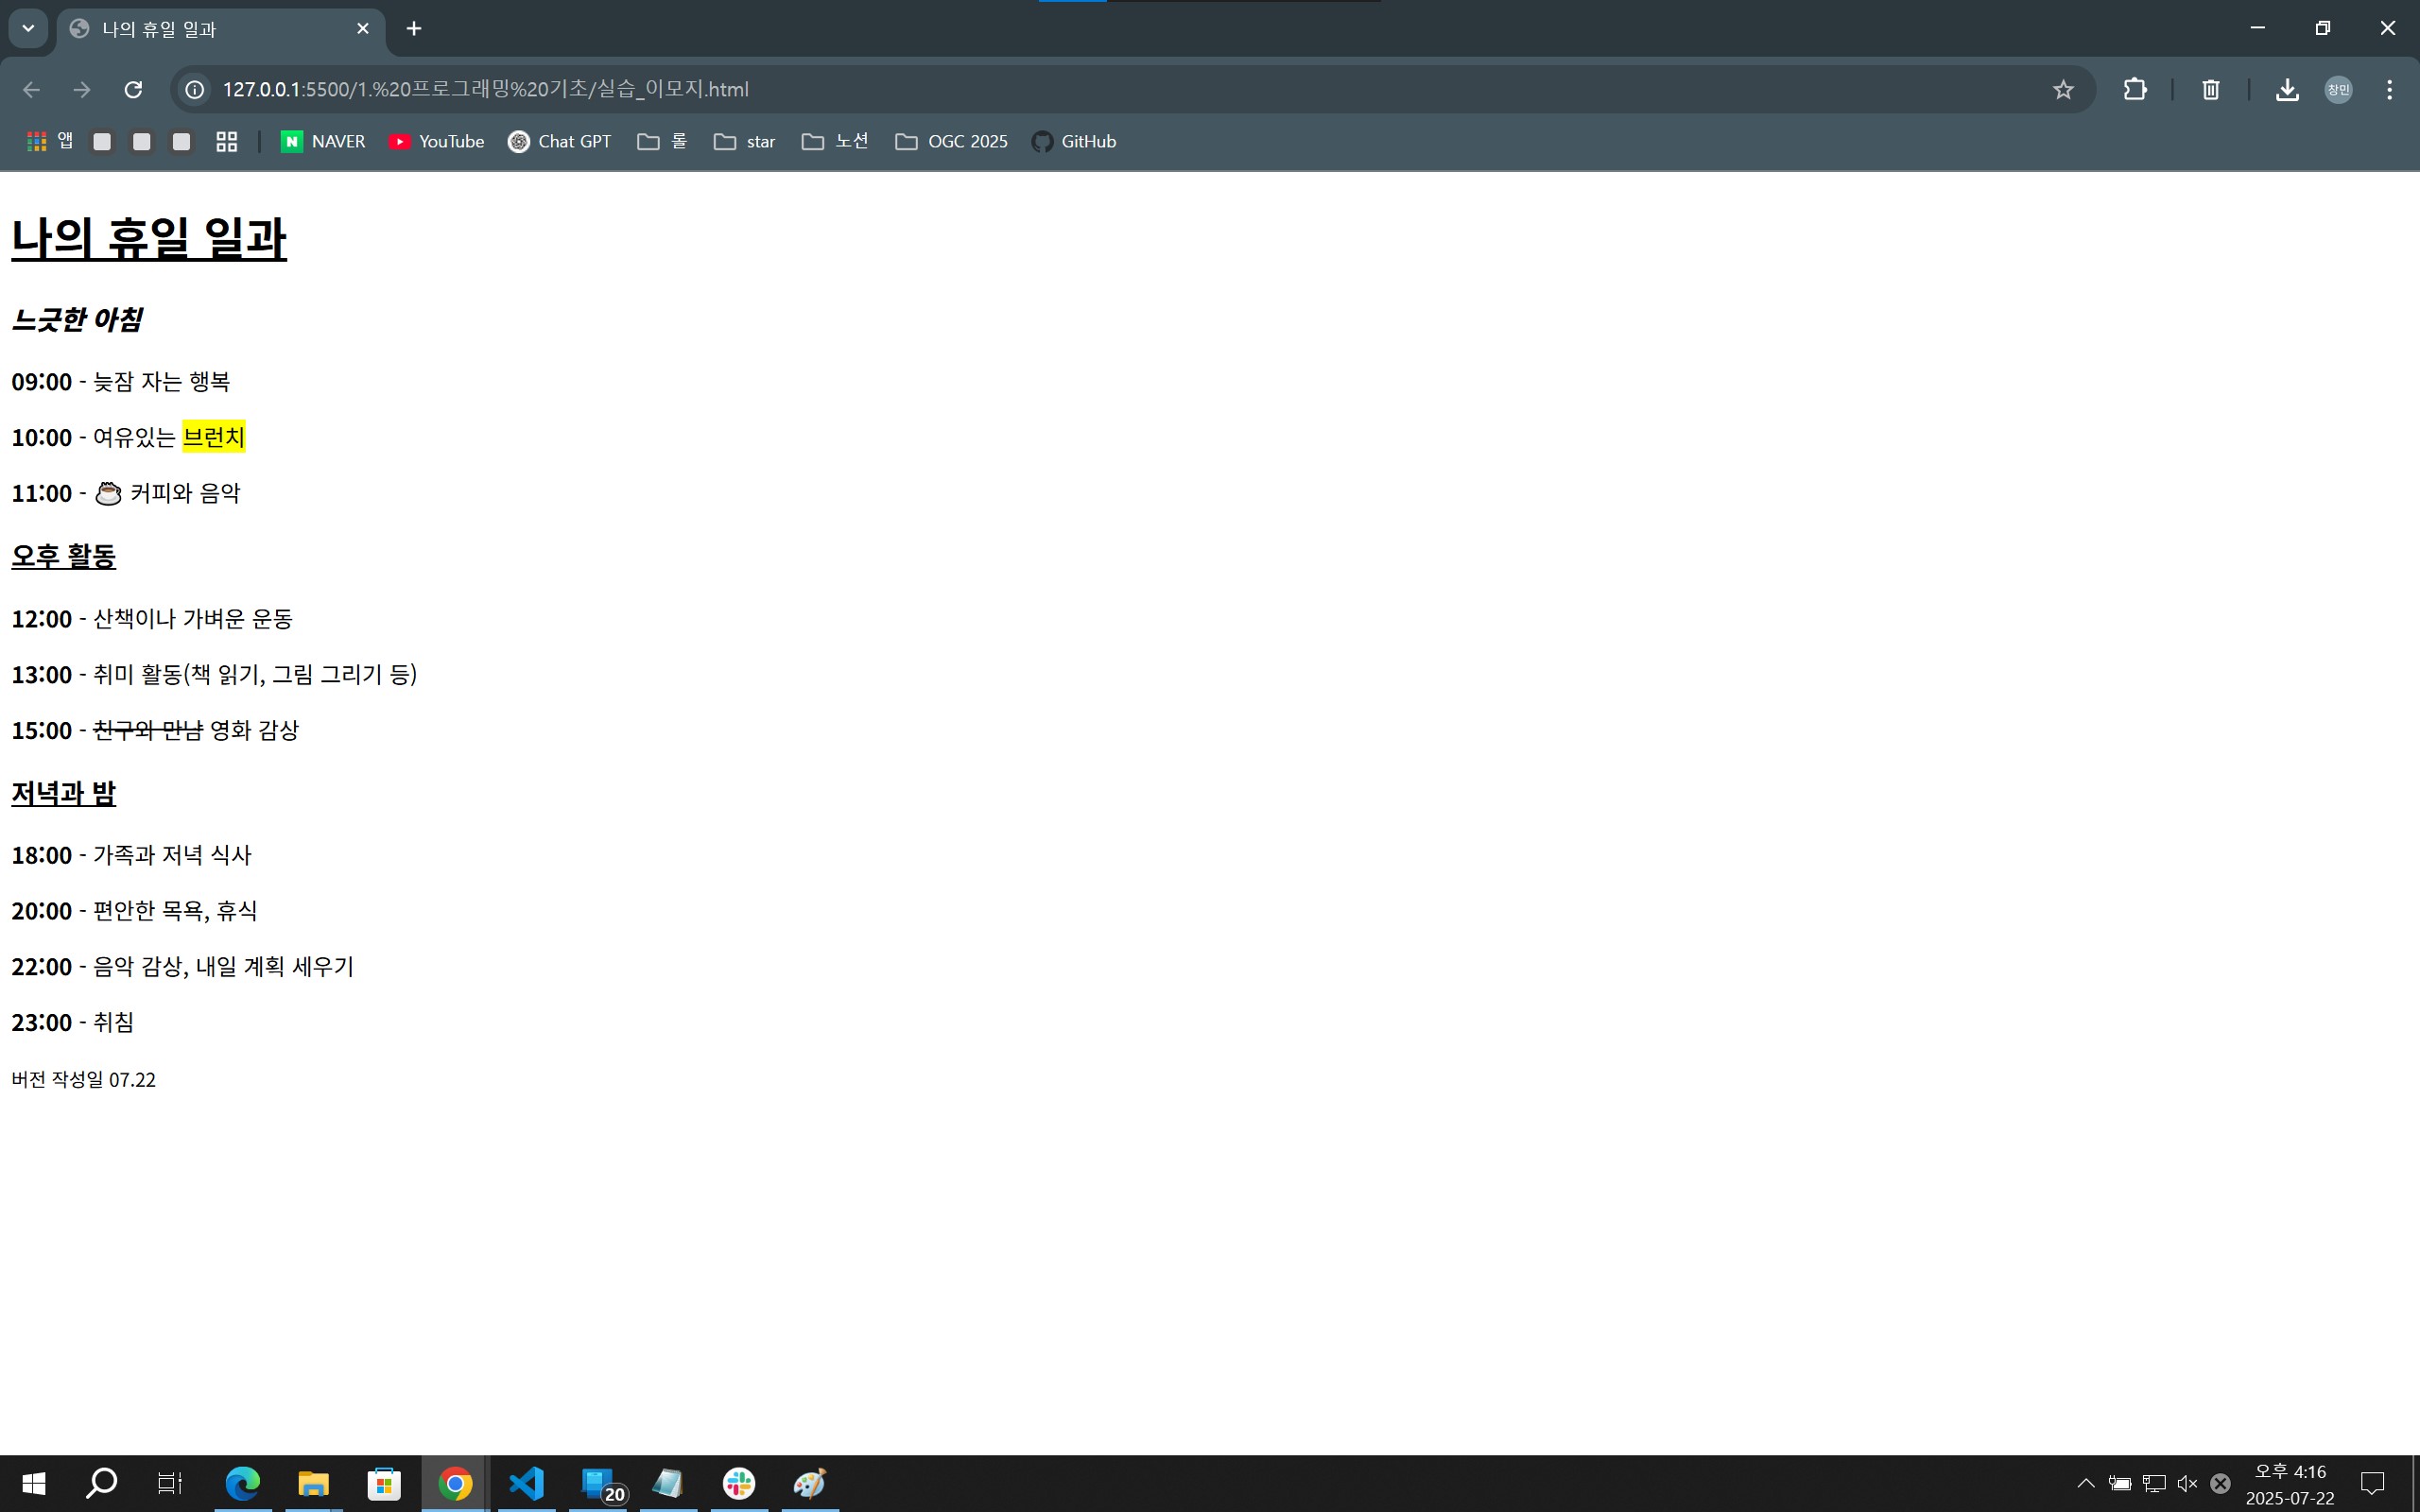 나의 휴일 일과
127.0.0.1:5500/1.%20프로그래밍%20기초/실습_이모지.html
창민
앱 NAVER YouTube Chat GPT 롤 star 노션 OGC 2025 GitHub
나의 휴일 일과
느긋한 아침
09:00 - 늦잠 자는 행복
10:00 - 여유있는 브런치
11:00 - ☕ 커피와 음악
오후 활동
12:00 - 산책이나 가벼운 운동
13:00 - 취미 활동(책 읽기, 그림 그리기 등)
15:00 - 친구와 만남 영화 감상
저녁과 밤
18:00 - 가족과 저녁 식사
20:00 - 편안한 목욕, 휴식
22:00 - 음악 감상, 내일 계획 세우기
23:00 - 취침
버전 작성일 07.22
20
오후 4:16
2025-07-22